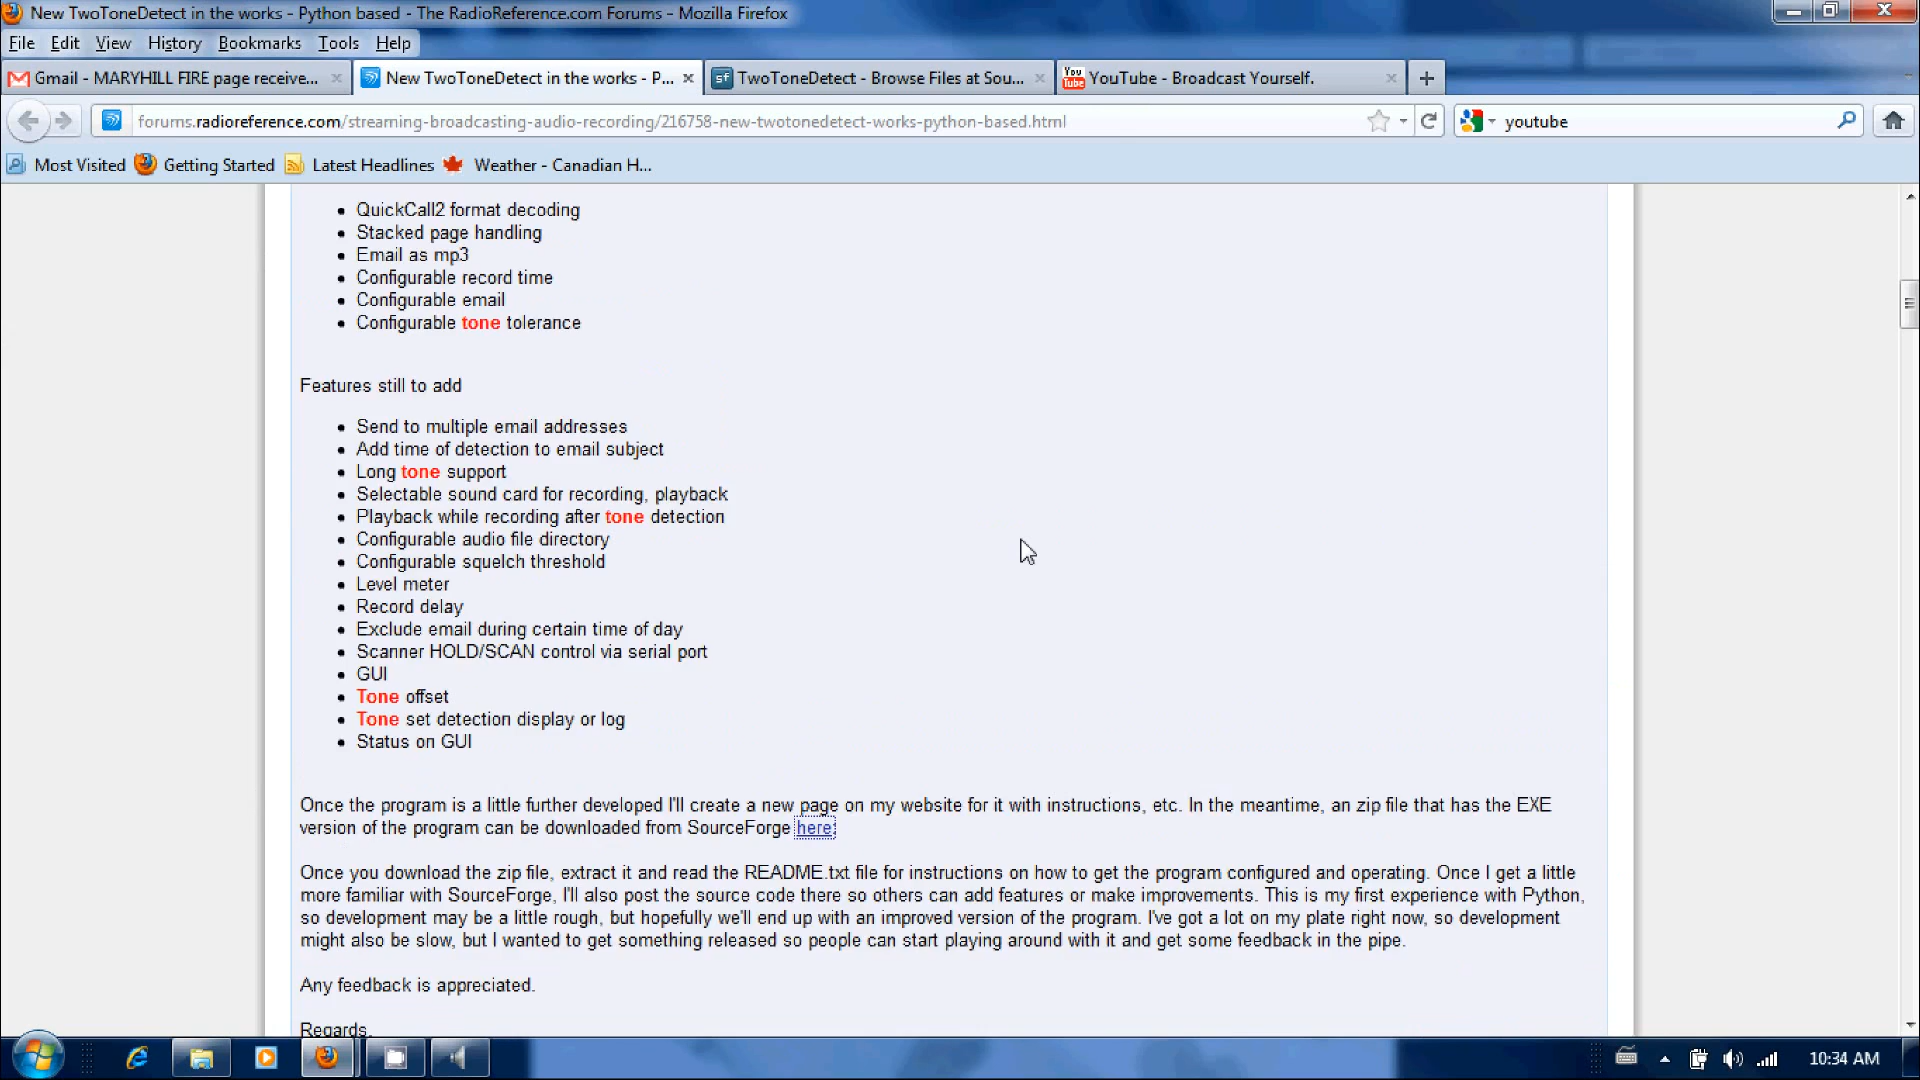 New TwoToneDetect in the works - Python based - The RadioReference.com Forums - Mozilla Firefox
File Edit View History Bookmarks Tools Help
Gmail - MARYHILL FIRE page receive... New TwoToneDetect in the works - P... sf TwoToneDetect - Browse Files at Sou... You Tube YouTube - Broadcast Yourself.
forums.radioreference.com/streaming-broadcasting-audio-recording/216758-new-twotonedetect-works-python-based.html youtube
Most Visited Getting Started Latest Headlines Weather - Canadian H...
QuickCall2 format decoding
Stacked page handling
Email as mp3
Configurable record time
Configurable email
Configurable tone tolerance
Features still to add
Send to multiple email addresses
Add time of detection to email subject
Long tone support
Selectable sound card for recording, playback
Playback while recording after tone detection
Configurable audio file directory
Configurable squelch threshold
Level meter
Record delay
Exclude email during certain time of day
Scanner HOLD/SCAN control via serial port
GUI
Tone offset
Tone set detection display or log
Status on GUI
Once the program is a little further developed I'll create a new page on my website for it with instructions, etc. In the meantime, an zip file that has the EXE
version of the program can be downloaded from SourceForge here:
Once you download the zip file, extract it and read the README.txt file for instructions on how to get the program configured and operating. Once I get a little
more familiar with SourceForge, I'll also post the source code there so others can add features or make improvements. This is my first experience with Python,
so development may be a little rough, but hopefully we'll end up with an improved version of the program. I've got a lot on my plate right now, so development
might also be slow, but I wanted to get something released so people can start playing around with it and get some feedback in the pipe.
Any feedback is appreciated.
Regards,
10:34 AM